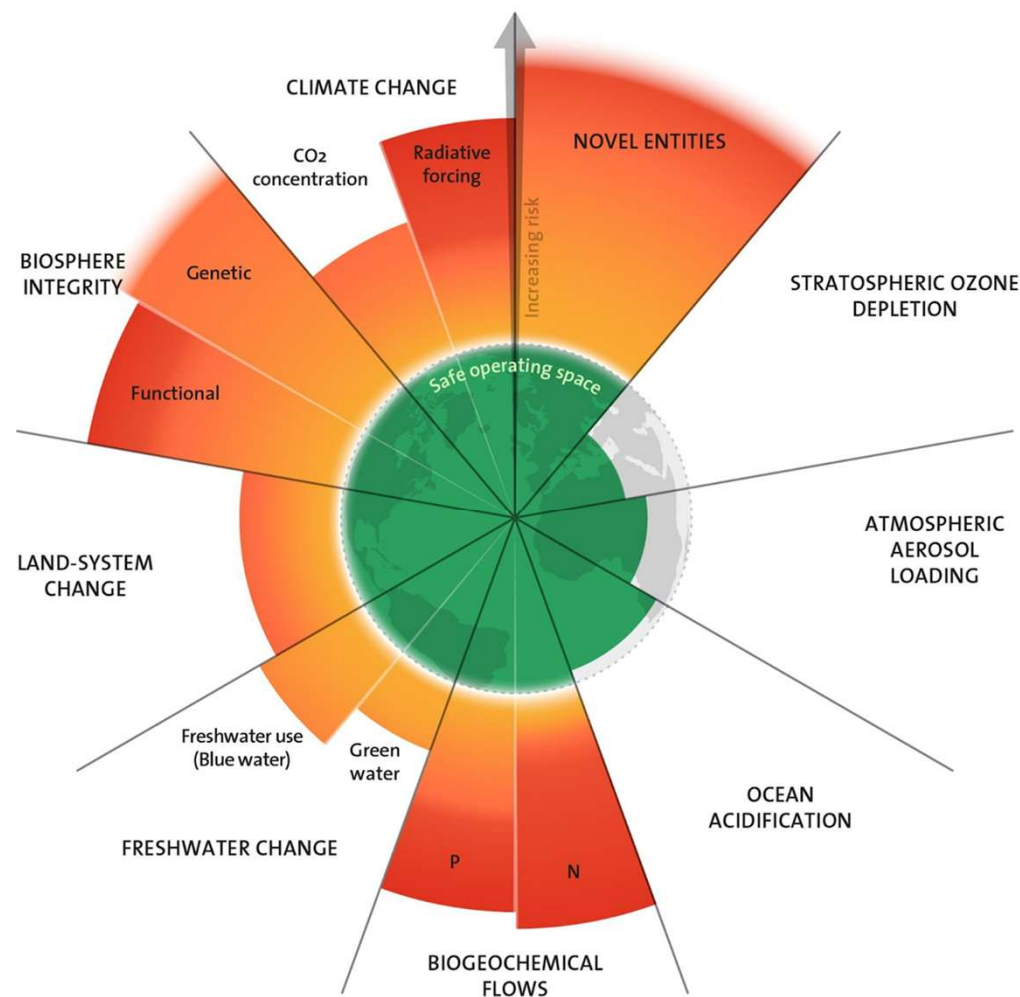 CLIMATE CHANGE
CO2
concentration
Radiative
forcing
NOVEL ENTITIES
Increasing risk
STRATOSPHERIC OZONE
DEPLETION
BIOSPHERE
INTEGRITY
Genetic
Functional
Safe operating space
ATMOSPHERIC
AEROSOL
LOADING
LAND-SYSTEM
CHANGE
Freshwater use
(Blue water)
Green
water
OCEAN
ACIDIFICATION
FRESHWATER CHANGE
P
N
BIOGEOCHEMICAL
FLOWS